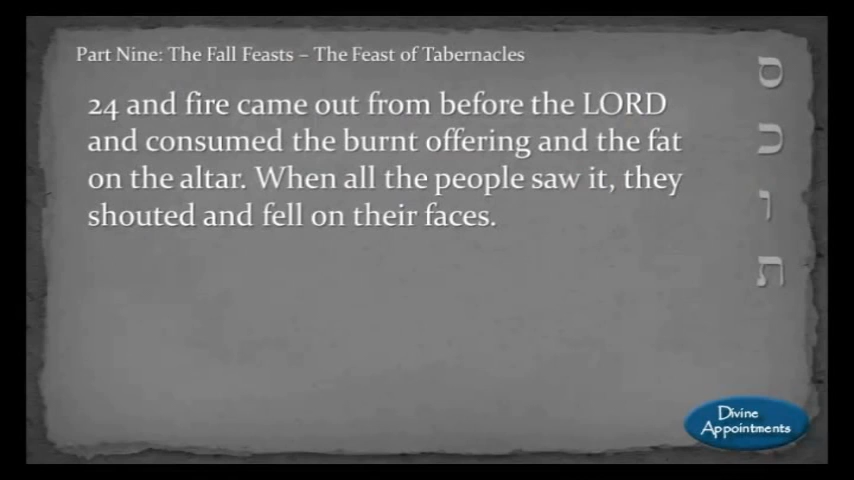 Part Nine: The Fall Feasts – The Feast of Tabernacles
24 and fire came out from before the LORD
and consumed the burnt offering and the fat
on the altar. When all the people saw it, they
shouted and fell on their faces.
ס
כ
ו
ת
Divine
Appointments